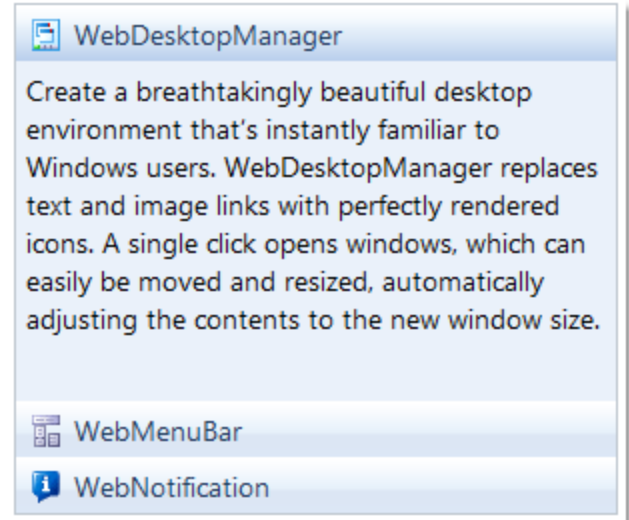 WebDesktopManager
Create a breathtakingly beautiful desktop
environment that's instantly familiar to
Windows users. WebDesktopManager replaces
text and image links with perfectly rendered
icons. A single click opens windows, which can
easily be moved and resized, automatically
adjusting the contents to the new window size.
WebMenuBar
WebNotification